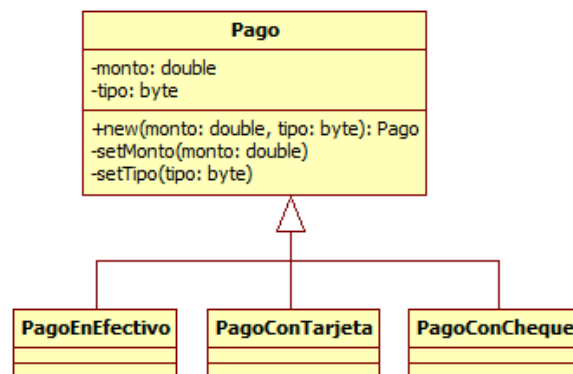 Pago
-monto: double
-tipo: byte
+new(monto: double, tipo: byte): Pago
-setMonto(monto: double)
-setTipo(tipo: byte)
PagoEnEfectivo
PagoConTarjeta
PagoConCheque